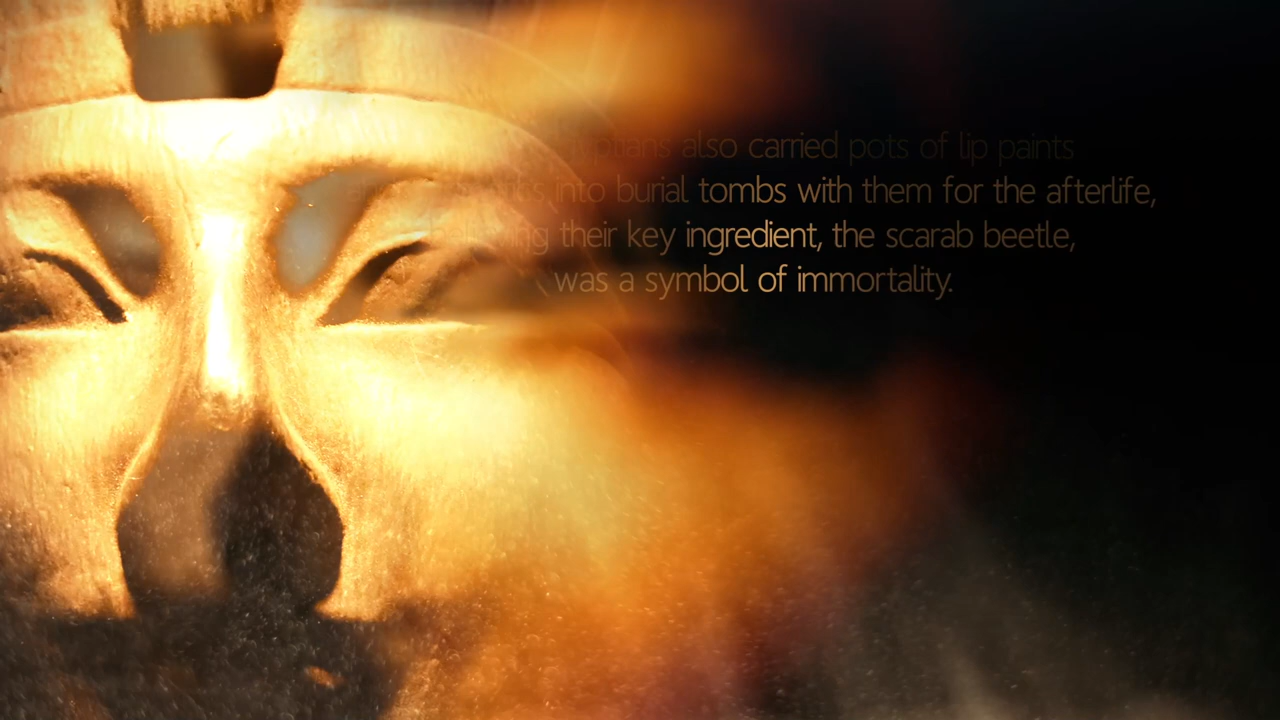 also carried pots of lip paints
into burial tombs with them for the afterlife,
their key ingredient, the scarab beetle,
was a symbol of immortality.